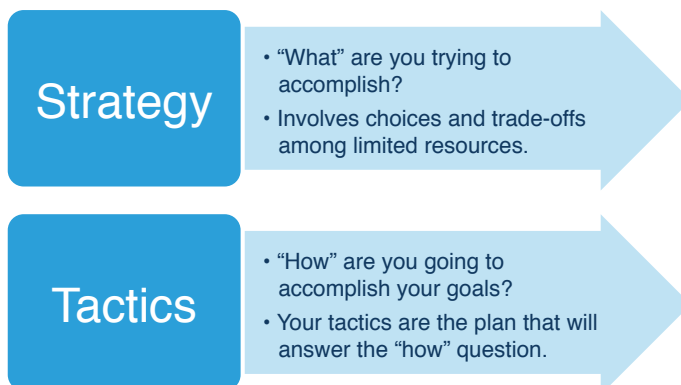 Strategy
• “What” are you trying to
accomplish?
• Involves choices and trade-offs
among limited resources.
Tactics
• “How” are you going to
accomplish your goals?
• Your tactics are the plan that will
answer the “how” question.